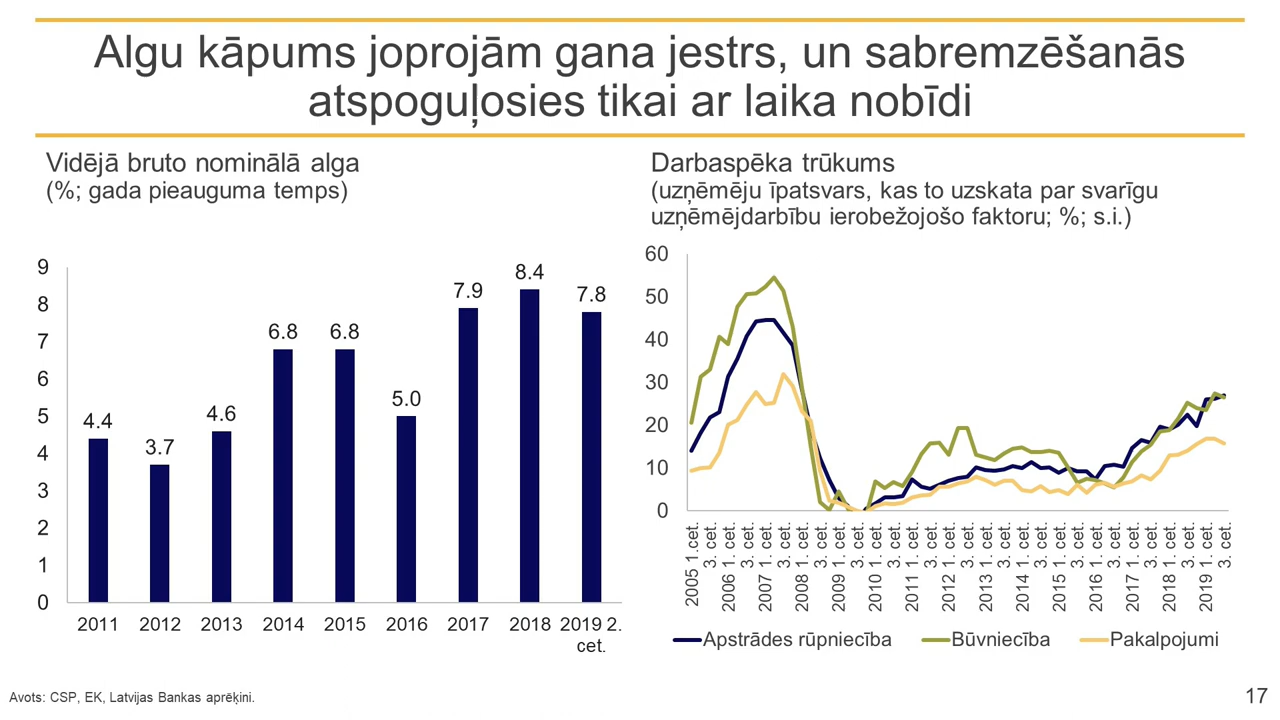 Algu kāpums joprojām gana jestrs, un sabremzēšanās
atspoguļosies tikai ar laika nobīdi
Vidējā bruto nominālā alga
(%; gada pieauguma temps)
9
8
7
6
5
4
3
2
1
0
4.4
3.7
4.6
6.8
6.8
5.0
7.9
8.4
7.8
2011
2012
2013
2014
2015
2016
2017
2018
2019 2.
cet.
Darbaspēka trūkums
(uzņēmēju īpatsvars, kas to uzskata par svarīgu
uzņēmējdarbību ierobežojošo faktoru; %; s.i.)
60
50
40
30
20
10
0
2005 1.cet.
3. cet.
2006 1. cet.
3. cet.
2007 1. cet.
3. cet.
2008 1. cet.
3. cet.
2009 1. cet.
3. cet.
2010 1. cet.
3. cet.
2011 1. cet.
3. cet.
2012 1. cet.
3. cet.
2013 1. cet.
3. cet.
2014 1. cet.
3. cet.
2015 1. cet.
3. cet.
2016 1. cet.
3. cet.
2017 1. cet.
3. cet.
2018 1. cet.
3. cet.
2019 1. cet.
3. cet.
Apstrādes rūpniecība
Būvniecība
Pakalpojumi
Avots: CSP, EK, Latvijas Bankas aprēķini.
17